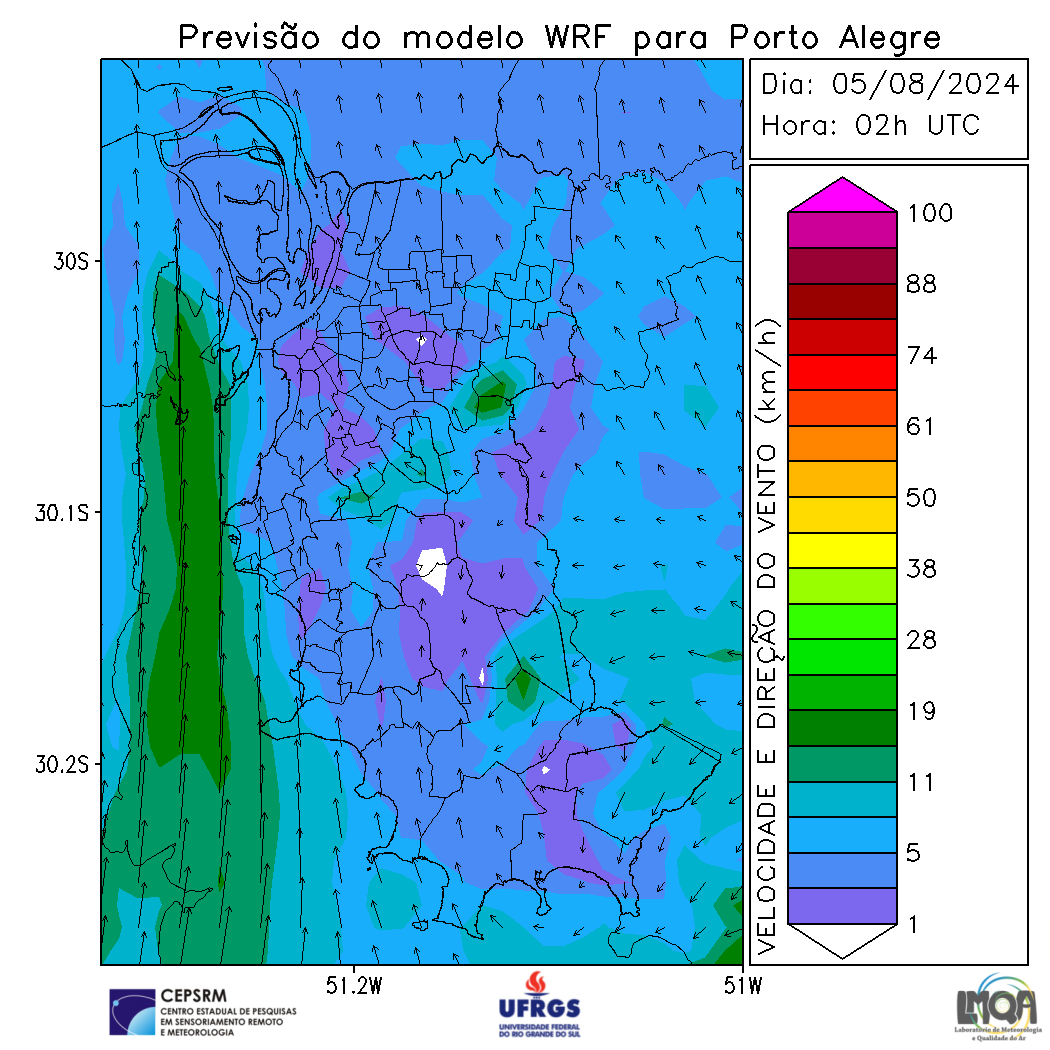 Previsão do modelo WRF para Porto Alegre
Dia: 05/08/2024
Hora: 02h UTC
30S
30.1S
30.2S
51.2W
51W
VELOCIDADE E DIREÇÃO DO VENTO (km/h)
100
88
74
61
50
38
28
19
11
5
1
CEPSRM
CENTRO ESTADUAL DE PESQUISAS
EM SENSORIAMENTO REMOTO
E METEOROLOGIA
UFRGS
UNIVERSIDADE FEDERAL
DO RIO GRANDE DO SUL
LMQA
Laboratório de Meteorologia
e Qualidade do Ar